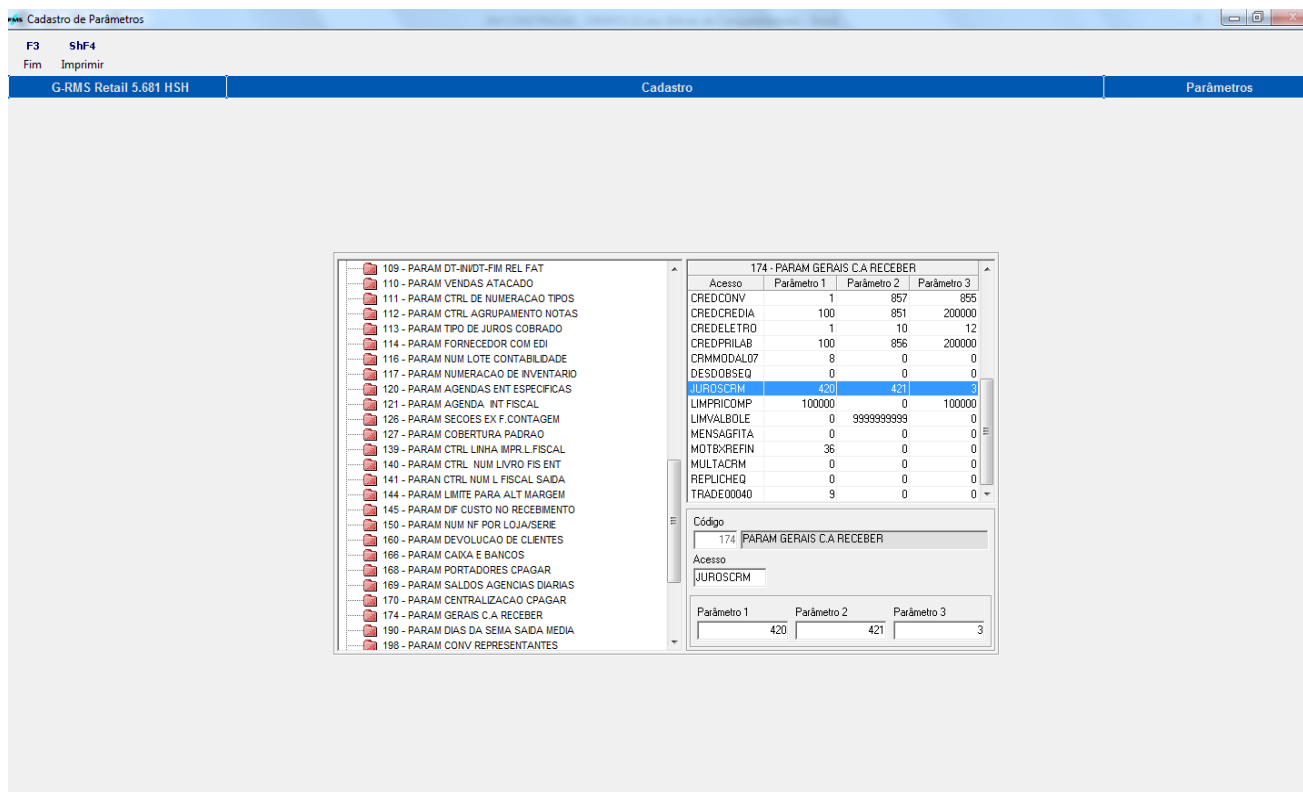 RMS Cadastro de Parâmetros
F3 ShF4
Fim Imprimir
G-RMS Retail 5.681 HSH Cadastro Parâmetros
109 - PARAM DT-INI/DT-FIM REL FAT
110 - PARAM VENDAS ATACADO
111 - PARAM CTRL DE NUMERACAO TIPOS
112 - PARAM CTRL AGRUPAMENTO NOTAS
113 - PARAM TIPO DE JUROS COBRADO
114 - PARAM FORNECEDOR COM EDI
116 - PARAM NUM LOTE CONTABILIDADE
117 - PARAM NUMERACAO DE INVENTARIO
120 - PARAM AGENDAS ENT ESPECIFICAS
121 - PARAM AGENDA INT FISCAL
126 - PARAM SECOES EX F.CONTAGEM
127 - PARAM COBERTURA PADRAO
139 - PARAM CTRL LINHA IMPR.L.FISCAL
140 - PARAM CTRL NUM LIVRO FIS ENT
141 - PARAN CTRL NUM L FISCAL SAIDA
144 - PARAM LIMITE PARA ALT MARGEM
145 - PARAM DIF CUSTO NO RECEBIMENTO
150 - PARAM NUM NF POR LOJA/SERIE
160 - PARAM DEVOLUCAO DE CLIENTES
166 - PARAM CAIXA E BANCOS
168 - PARAM PORTADORES CPAGAR
169 - PARAM SALDOS AGENCIAS DIARIAS
170 - PARAM CENTRALIZACAO CPAGAR
174 - PARAM GERAIS C.A RECEBER
190 - PARAM DIAS DA SEMA SAIDA MEDIA
198 - PARAM CONV REPRESENTANTES
174 - PARAM GERAIS C.A RECEBER
Acesso Parâmetro 1 Parâmetro 2 Parâmetro 3
CREDCONV 1 857 855
CREDCREDIA 100 851 200000
CREDELETRO 1 10 12
CREDPRILAB 100 856 200000
CRMMODAL07 8 0 0
DESDOBSEQ 0 0 0
JUROSCRM 420 421 3
LIMPRICOMP 100000 0 100000
LIMVALBOLE 0 9999999999 0
MENSAGFITA 0 0 0
MOTBXREFIN 36 0 0
MULTACRM 0 0 0
REPLICHEQ 0 0 0
TRADE00040 9 0 0
Código
174 PARAM GERAIS C.A RECEBER
Acesso
JUROSCRM
Parâmetro 1 Parâmetro 2 Parâmetro 3
420 421 3